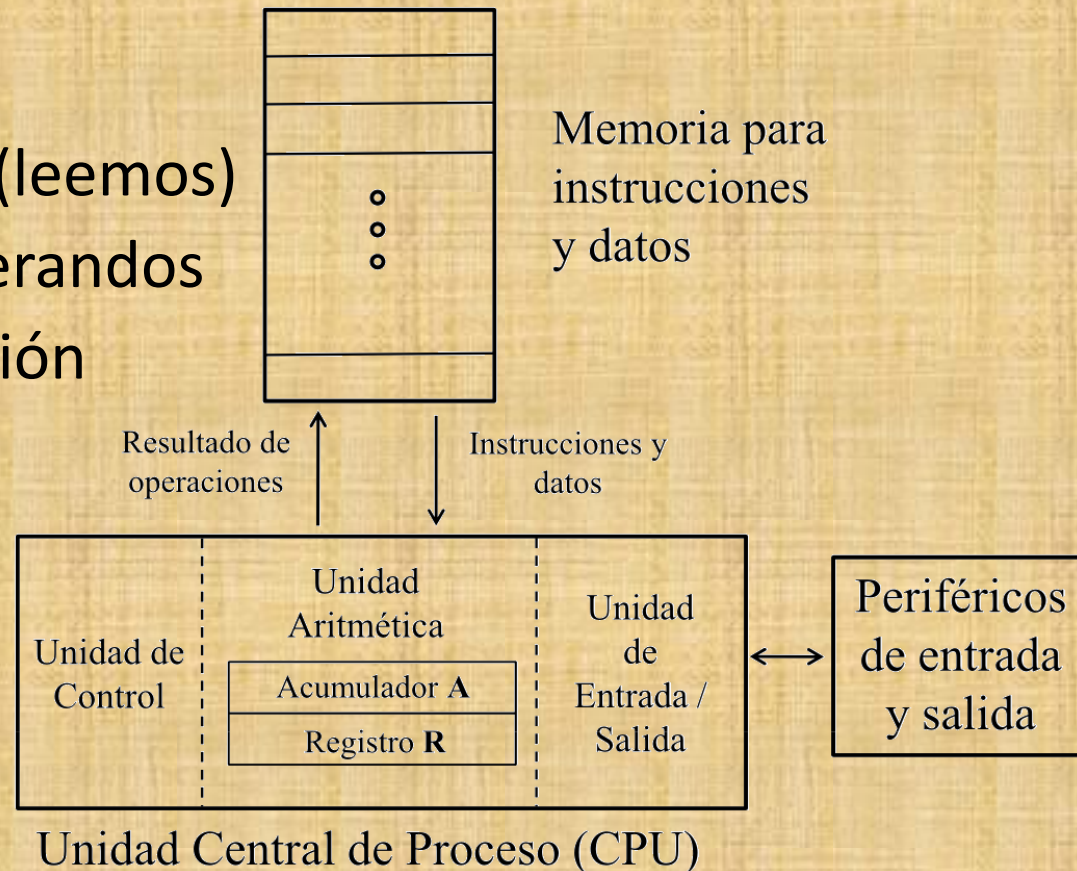 (leemos)
erandos
ión
Memoria para
instrucciones
y datos
Resultado de
operaciones
Instrucciones y
datos
Unidad de
Control
Unidad
Aritmética
Acumulador A
Registro R
Unidad
de
Entrada /
Salida
Periféricos
de entrada
y salida
Unidad Central de Proceso (CPU)